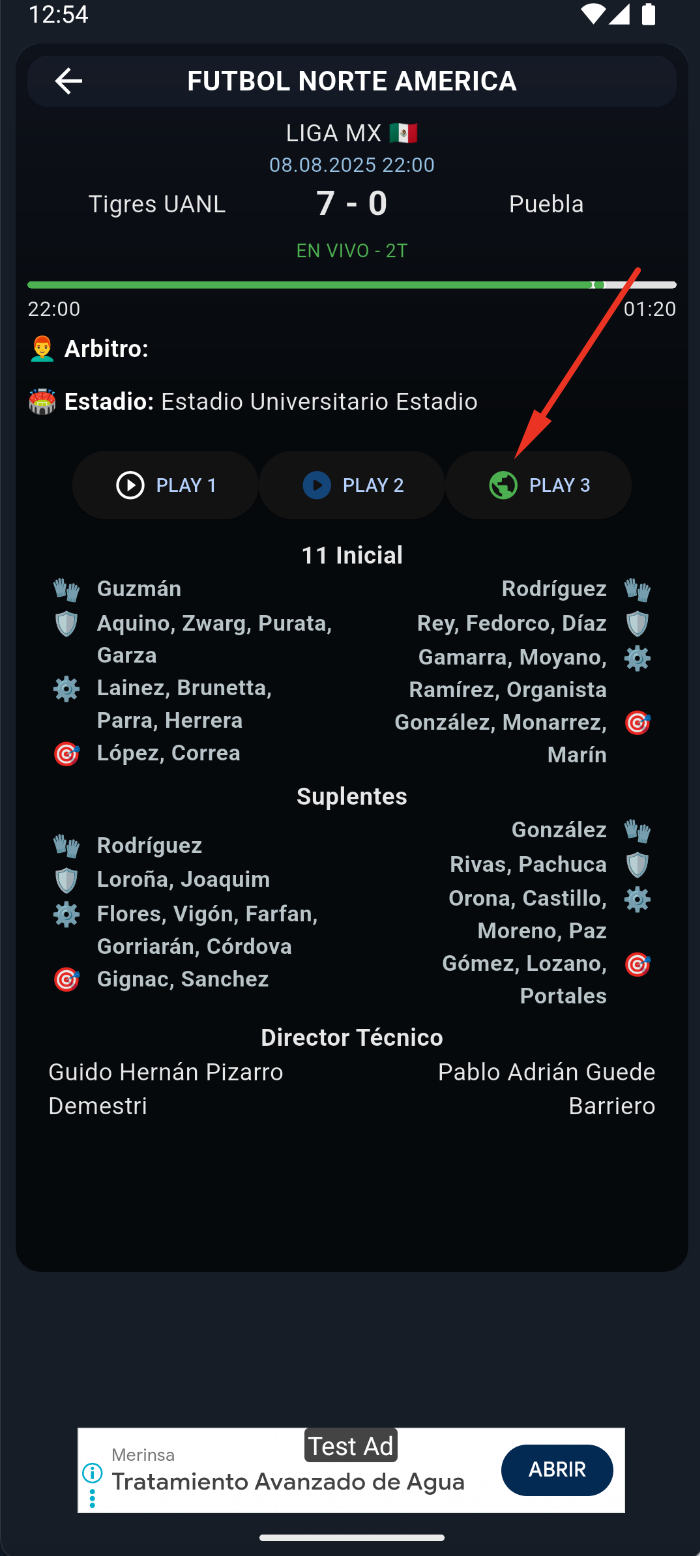 12:54
FUTBOL NORTE AMERICA
LIGA MX
08.08.2025 22:00
Tigres UANL 7 - 0 Puebla
EN VIVO - 2T
22:00 01:20
Arbitro:
Estadio: Estadio Universitario Estadio
PLAY 1 PLAY 2 PLAY 3
11 Inicial
Guzmán Rodríguez
Aquino, Zwarg, Purata, Rey, Fedorco, Díaz
Garza Gamarra, Moyano,
Lainez, Brunetta, Ramírez, Organista
Parra, Herrera González, Monarrez,
López, Correa Marín
Suplentes
González
Rodríguez Rivas, Pachuca
Loroña, Joaquim Orona, Castillo,
Flores, Vigón, Farfan, Moreno, Paz
Gorriarán, Córdova Gómez, Lozano,
Gignac, Sanchez Portales
Director Técnico
Guido Hernán Pizarro Pablo Adrián Guede
Demestri Barriero
Test Ad
Merinsa
Tratamiento Avanzado de Agua
ABRIR